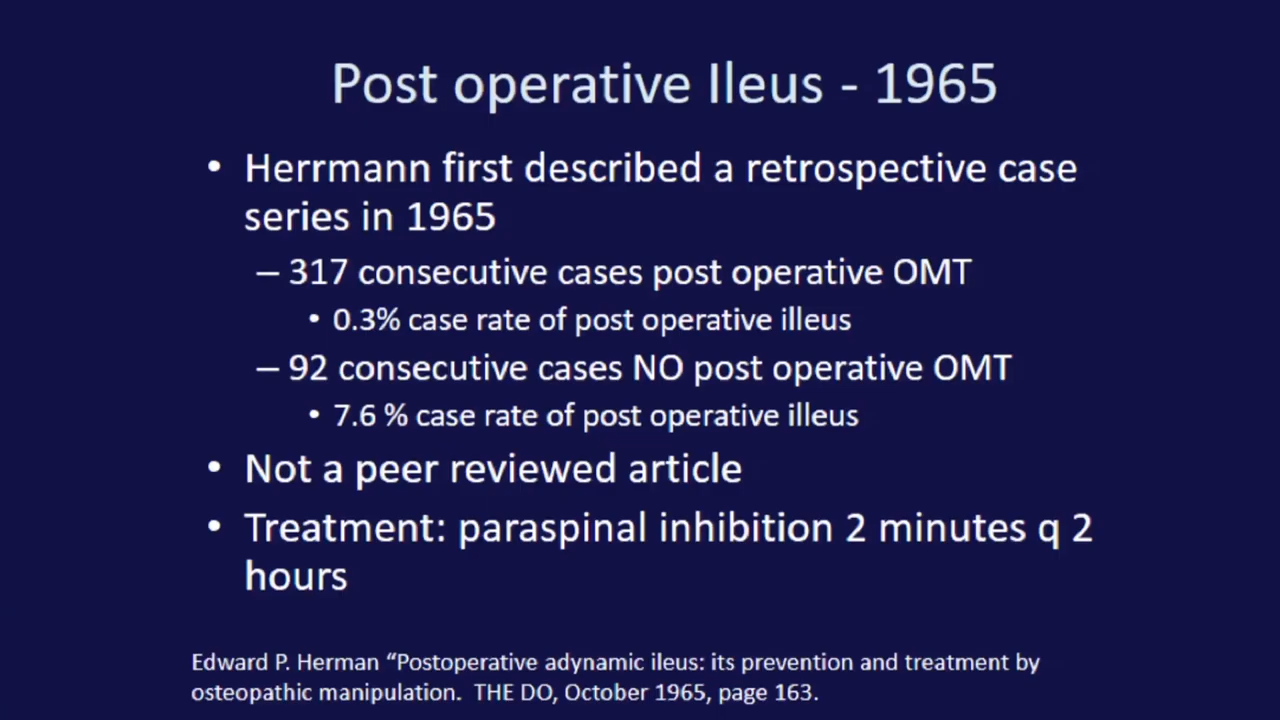 Post operative Ileus - 1965
• Herrmann first described a retrospective case
series in 1965
– 317 consecutive cases post operative OMT
• 0.3% case rate of post operative illeus
– 92 consecutive cases NO post operative OMT
• 7.6 % case rate of post operative illeus
• Not a peer reviewed article
• Treatment: paraspinal inhibition 2 minutes q 2
hours
Edward P. Herman “Postoperative adynamic ileus: its prevention and treatment by
osteopathic manipulation.  THE DO, October 1965, page 163.